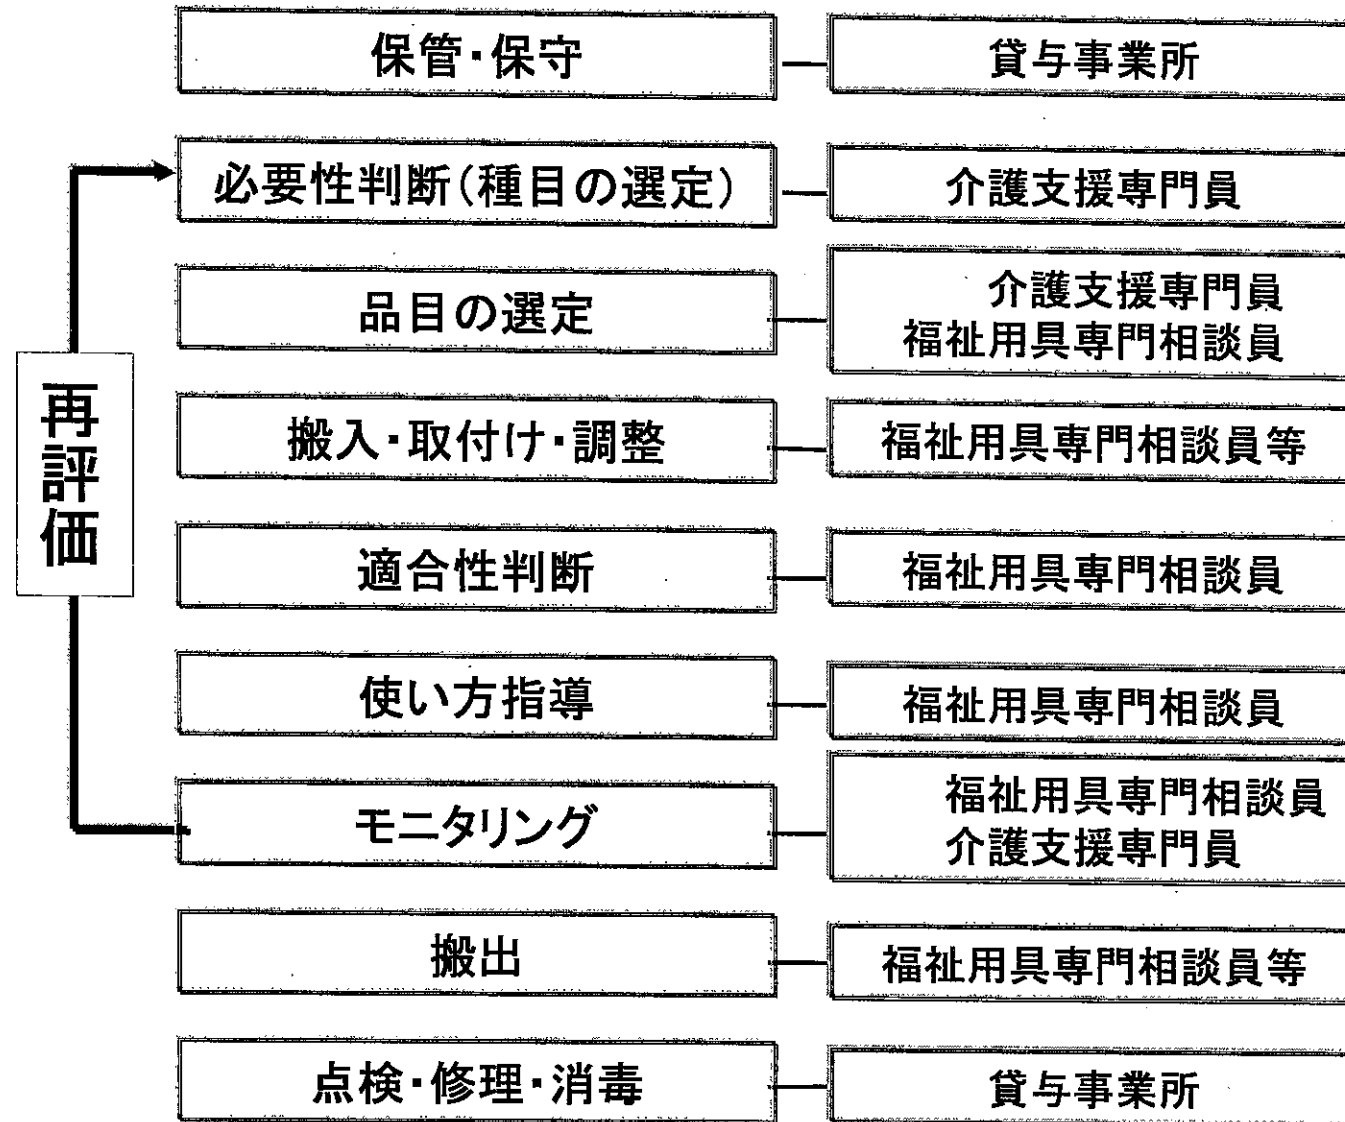 保管・保守
貸与事業所
必要性判断(種目の選定)
介護支援専門員
品目の選定
介護支援専門員
福祉用具専門相談員
搬入・取付け・調整
福祉用具専門相談員等
再評価
適合性判断
福祉用具専門相談員
使い方指導
福祉用具専門相談員
モニタリング
福祉用具専門相談員
介護支援専門員
搬出
福祉用具専門相談員等
点検・修理・消毒
貸与事業所